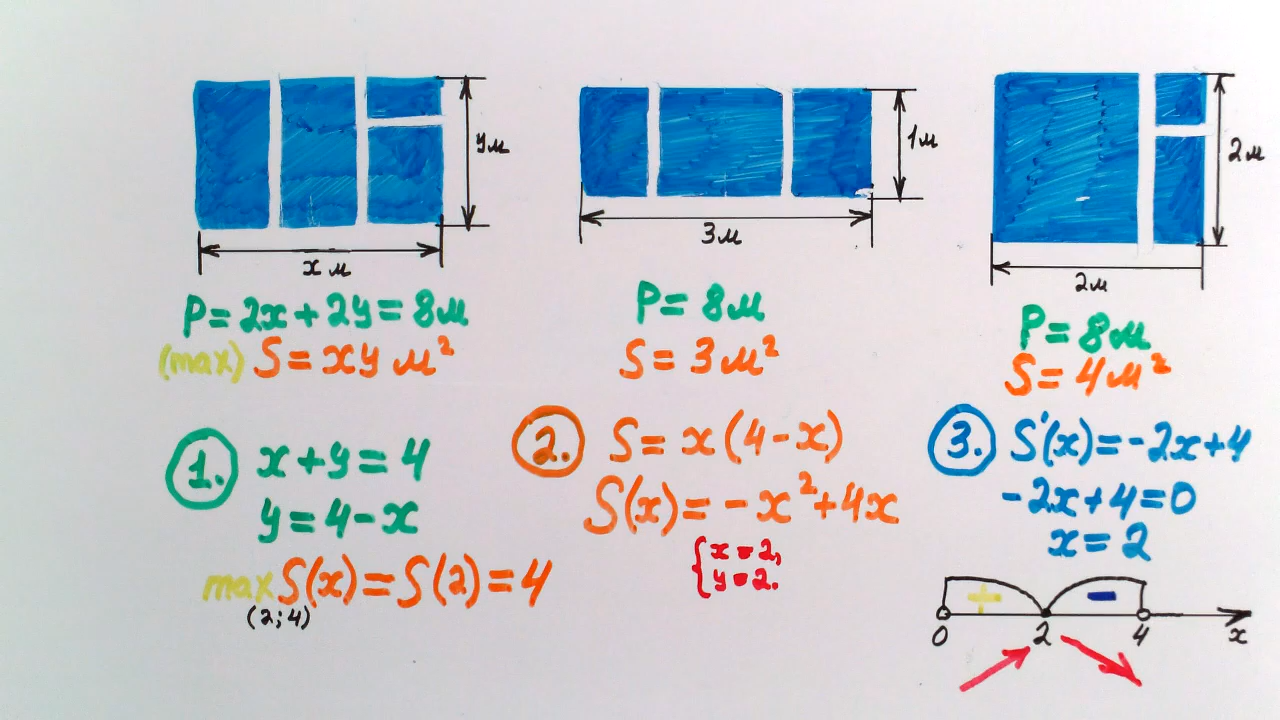 y м
x м
P = 2x + 2y = 8 м
(max) S = xy м²
1 м
3 м
P = 8 м
S = 3 м²
2 м
2 м
P = 8 м
S = 4 м²
1. x + y = 4
y = 4 - x
max S(x) = S(2) = 4
(2; 4)
2. S = x(4 - x)
S(x) = -x² + 4x
{ x = 2,
y = 2.
3. S'(x) = -2x + 4
-2x + 4 = 0
x = 2
+ -
0 2 4 x